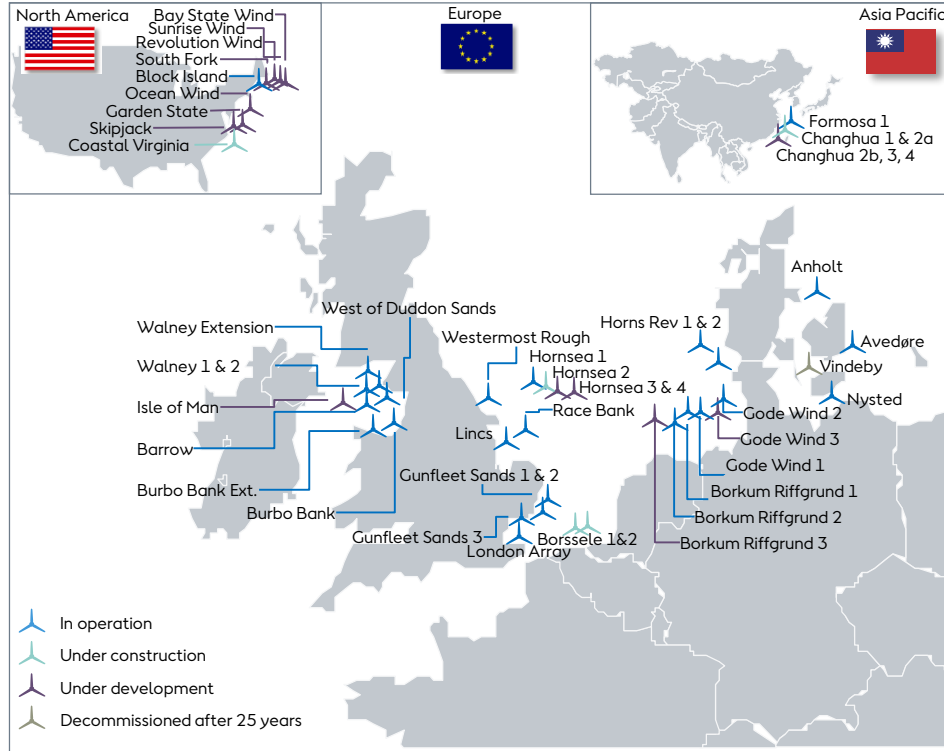 North America
Bay State Wind
Sunrise Wind
Revolution Wind
South Fork
Block Island
Ocean Wind
Garden State
Skipjack
Coastal Virginia
Europe
Asia Pacific
Formosa 1
Changhua 1 & 2a
Changhua 2b, 3, 4
Anholt
West of Duddon Sands
Walney Extension
Horns Rev 1 & 2
Westermost Rough
Avedøre
Hornsea 1
Walney 1 & 2
Hornsea 2
Vindeby
Hornsea 3 & 4
Isle of Man
Race Bank
Nysted
Gode Wind 2
Lincs
Barrow
Gode Wind 3
Gode Wind 1
Gunfleet Sands 1 & 2
Burbo Bank Ext.
Borkum Riffgrund 1
Burbo Bank
Borkum Riffgrund 2
Gunfleet Sands 3
Borssele 1&2
London Array
Borkum Riffgrund 3
In operation
Under construction
Under development
Decommissioned after 25 years